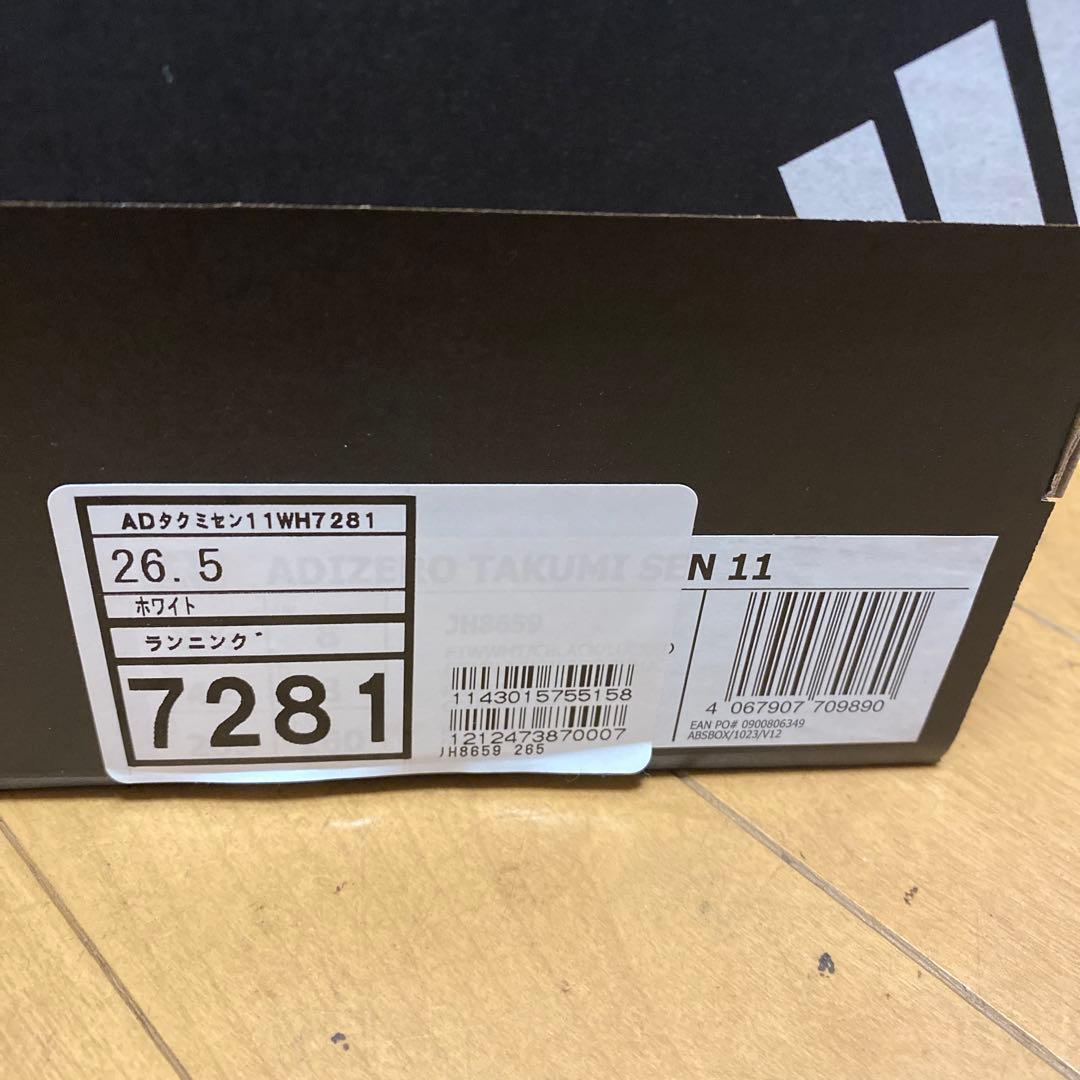 ADタクミセン11WH7281
26.5
ホワイト
ランニング
7281
1143015755158
1212473870007
JH8659 265
ADIZERO TAKUMI SEN 11
8
JH8659
4 067907 709890
EAN PO# 0900806349
ABSBOX/1023/V12